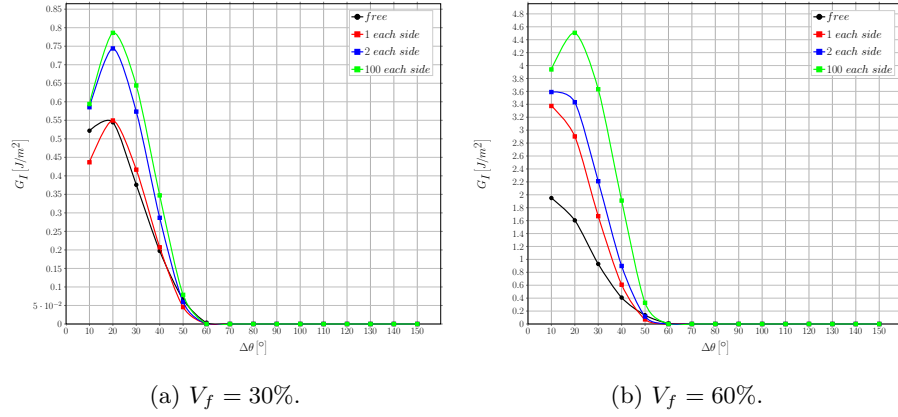 0.85
0.8
0.75
0.7
0.65
0.6
0.55
0.5
0.45
0.4
0.35
0.3
0.25
0.2
0.15
0.1
5 · 10⁻²
0
G_I [J/m²]
0 10 20 30 40 50 60 70 80 90 100 110 120 130 140 150
Δθ [°]
free
1 each side
2 each side
100 each side
(a) V_f = 30%.
4.8
4.6
4.4
4.2
4
3.8
3.6
3.4
3.2
3
2.8
2.6
2.4
2.2
2
1.8
1.6
1.4
1.2
1
0.8
0.6
0.4
0.2
0
G_I [J/m²]
0 10 20 30 40 50 60 70 80 90 100 110 120 130 140 150
Δθ [°]
free
1 each side
2 each side
100 each side
(b) V_f = 60%.